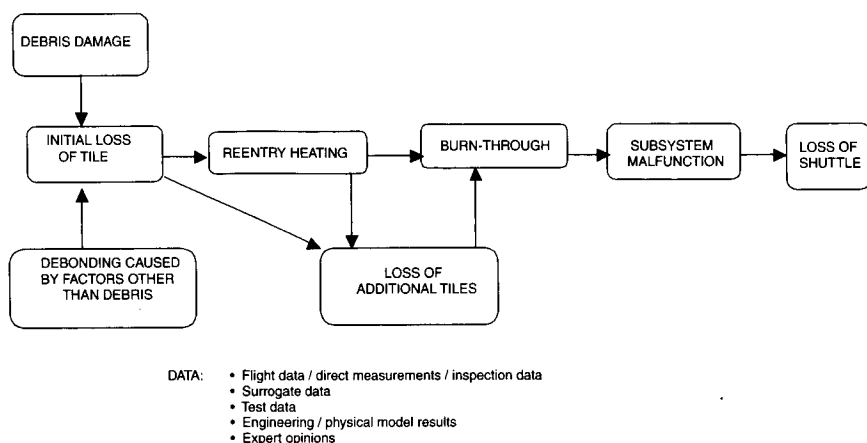 DEBRIS DAMAGE
INITIAL LOSS
OF TILE
REENTRY HEATING
BURN-THROUGH
SUBSYSTEM
MALFUNCTION
LOSS OF
SHUTTLE
DEBONDING CAUSED
BY FACTORS OTHER
THAN DEBRIS
LOSS OF
ADDITIONAL TILES
DATA:
• Flight data / direct measurements / inspection data
• Surrogate data
• Test data
• Engineering / physical model results
• Expert opinions